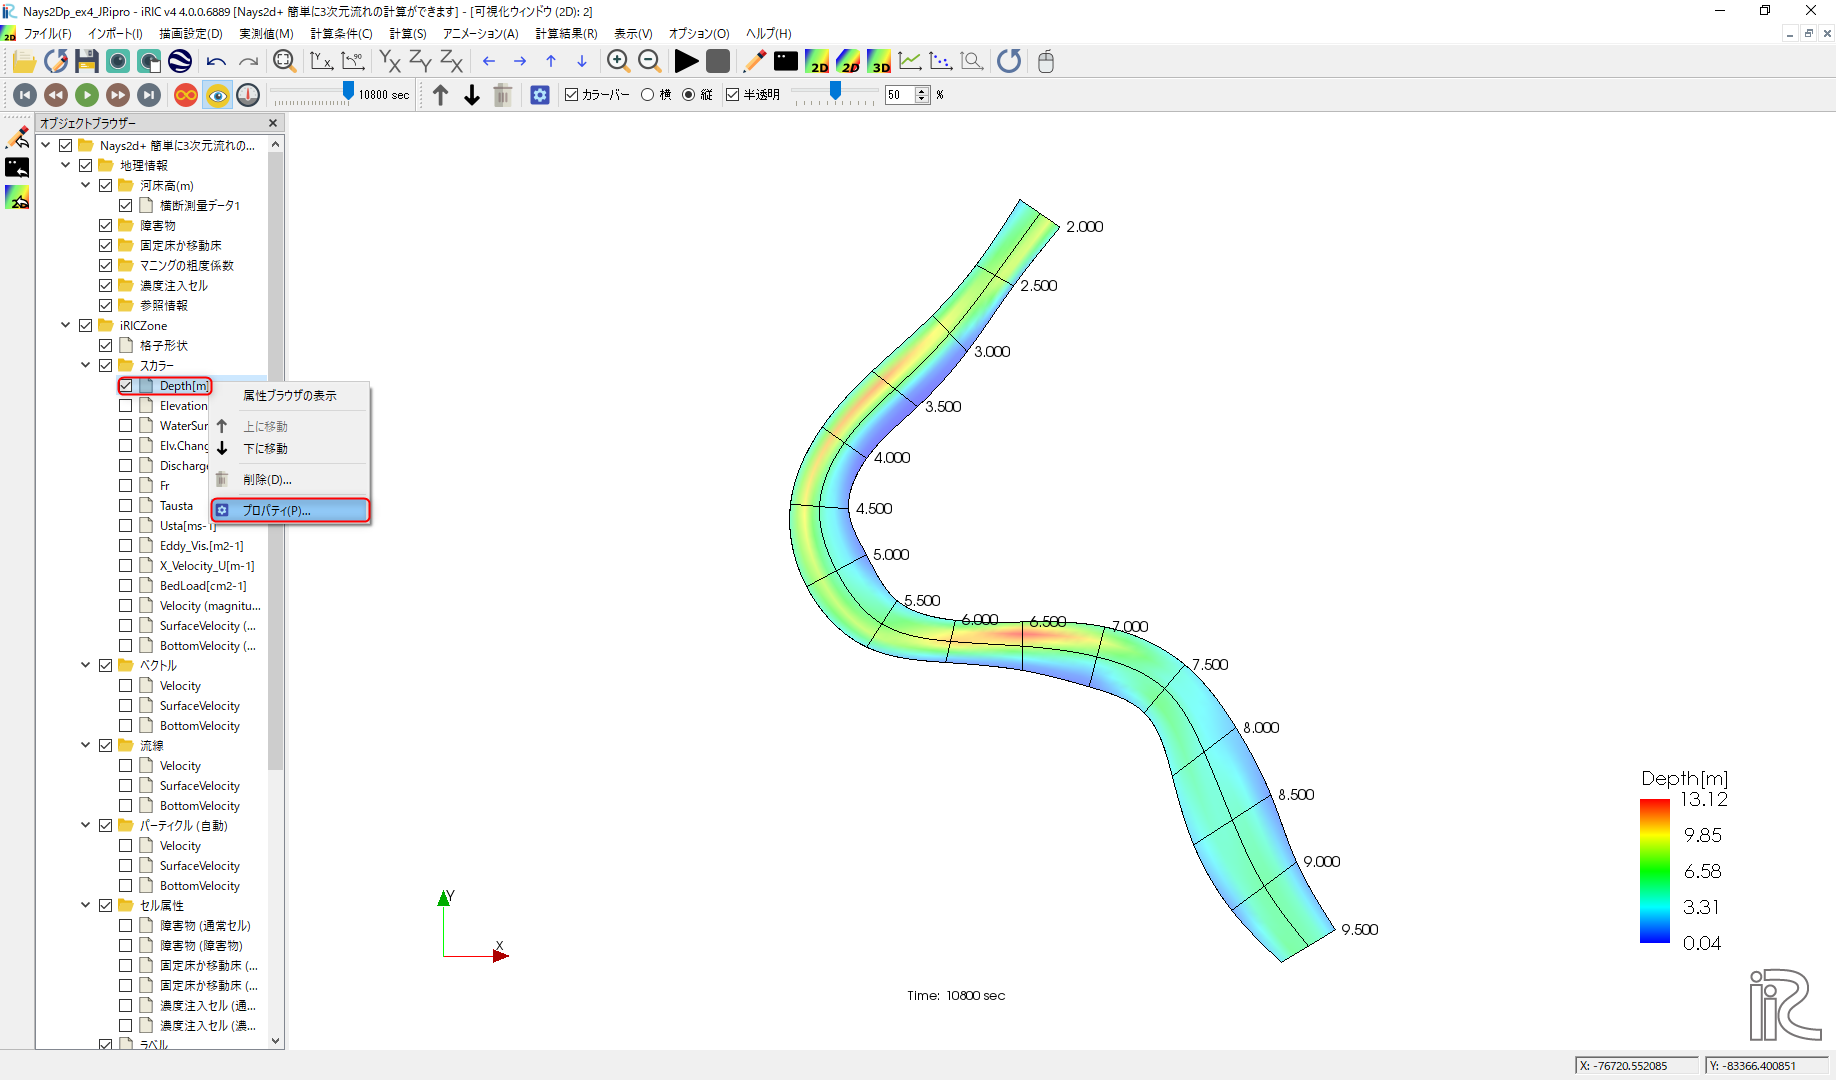 Nays2Dp_ex4_JP.ipro - iRIC v4 4.0.0.6889 [Nays2d+ 簡単に3次元流れの計算ができます] - [可視化ウィンドウ (2D): 2]
ファイル(F) インポート(I) 描画設定(D) 実測値(M) 計算条件(C) 計算(S) アニメーション(A) 計算結果(R) 表示(V) オプション(O) ヘルプ(H)
10800 sec カラーバー 横 縦 半透明 50 %
オブジェクトブラウザー
Nays2d+ 簡単に3次元流れの...
地理情報
河床高(m)
横断測量データ1
障害物
固定床か移動床
マニングの粗度係数
濃度注入セル
参照情報
iRICZone
格子形状
スカラー
Depth[m]
Elevation
WaterSur
Elv.Chang
Discharge
Fr
Tausta
Usta[ms-1]
Eddy_Vis.[m2-1]
X_Velocity_U[m-1]
BedLoad[cm2-1]
Velocity (magnitu...
SurfaceVelocity (...
BottomVelocity (...
ベクトル
Velocity
SurfaceVelocity
BottomVelocity
流線
Velocity
SurfaceVelocity
BottomVelocity
パーティクル (自動)
Velocity
SurfaceVelocity
BottomVelocity
セル属性
障害物 (通常セル)
障害物 (障害物)
固定床か移動床 (...
固定床か移動床 (...
濃度注入セル (通...
濃度注入セル (濃...
ラベル
属性ブラウザの表示
上に移動
下に移動
削除(D)...
プロパティ(P)...
2.000
2.500
3.000
3.500
4.000
4.500
5.000
5.500
6.000
6.500
7.000
7.500
8.000
8.500
9.000
9.500
Y
X
Time: 10800 sec
Depth[m]
13.12
9.85
6.58
3.31
0.04
iRIC
X: -76720.552085
Y: -83366.400851